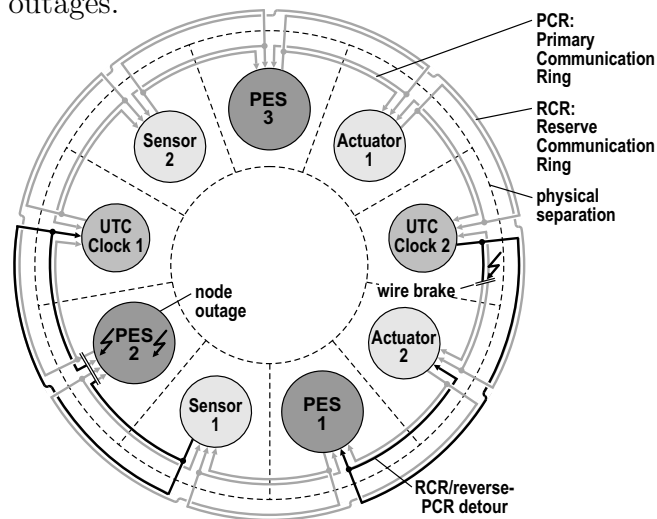 outages.
PCR:
Primary
Communication
Ring
RCR:
Reserve
Communication
Ring
physical
separation
PES
3
Sensor
2
Actuator
1
UTC
Clock 1
UTC
Clock 2
wire brake
node
outage
PES
2
Actuator
2
Sensor
1
PES
1
RCR/reverse-
PCR detour